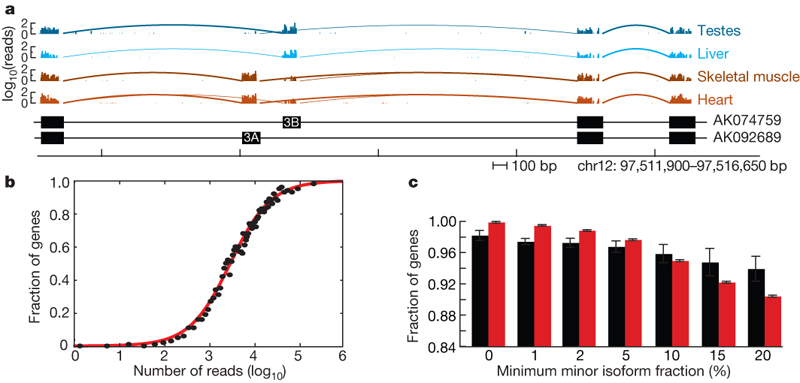 a
log10(reads)
2
0
Testes
2
0
Liver
2
0
Skeletal muscle
2
0
Heart
3B
AK074759
3A
AK092689
100 bp
chr12: 97,511,900–97,516,650 bp
b
Fraction of genes
1.0
0.8
0.6
0.4
0.2
0
0 1 2 3 4 5 6
Number of reads (log10)
c
Fraction of genes
1.00
0.96
0.92
0.88
0.84
0 1 2 5 10 15 20
Minimum minor isoform fraction (%)